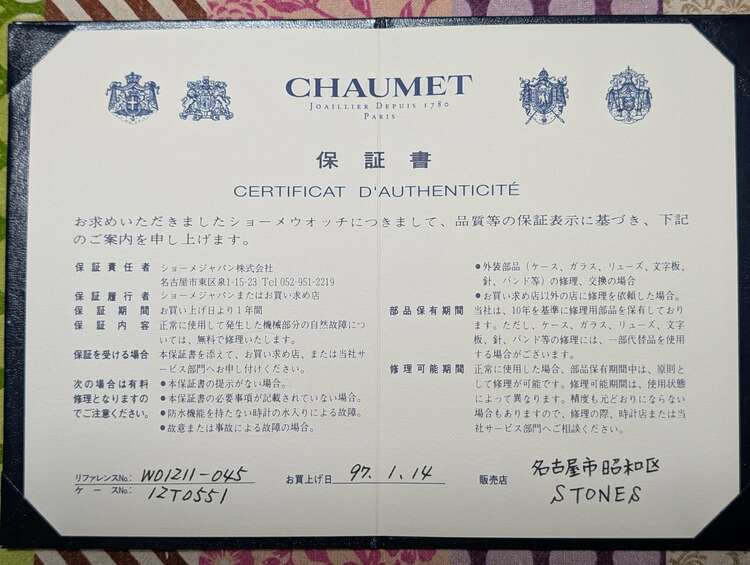 CHAUMET
JOAILLIER DEPUIS 1780
PARIS
保証書
CERTIFICAT D'AUTHENTICITÉ
お求めいただきましたショーメウオッチにつきまして、品質等の保証表示に基づき、下記
のご案内を申し上げます。
保証責任者 ショーメジャパン株式会社
名古屋市東区泉1-15-23 Tel 052-951-2219
保証履行者 ショーメジャパンまたはお買い求め店
保証期間 お買い上げ日より1年間
保証内容 正常に使用して発生した機械部分の自然故障につ
いては、無料で修理いたします。
保証を受ける場合 本保証書を添えて、お買い求め店、または当社サ
ービス部門へお申し付けください。
次の場合は有料 ●本保証書の提示がない場合。
修理となりますの ●本保証書の必要事項が記載されていない場合。
でご注意ください。 ●防水機能を持たない時計の水入りによる故障。
●故意または事故による故障の場合。
●外装部品(ケース、ガラス、リューズ、文字板、
針、バンド等)の修理、交換の場合
●お買い求め店以外の店に修理を依頼した場合。
部品保有期間 当社は、10年を基準に修理用部品を保有しており
ます。ただし、ケース、ガラス、リューズ、文字
板、針、バンド等の修理には、一部代替品を使用
する場合がございます。
修理可能期間 正常に使用した場合、部品保有期間中は、原則と
して修理が可能です。修理可能期間は、使用状態
によって異なります。精度も元どおりにならない
場合もありますので、修理の際、時計店または当
社サービス部門へご相談ください。
リファレンスNo.: WD1211-045 お買上げ日 97. 1. 14 販売店 名古屋市昭和区
ケースNo.: 1ZT0551 STONES